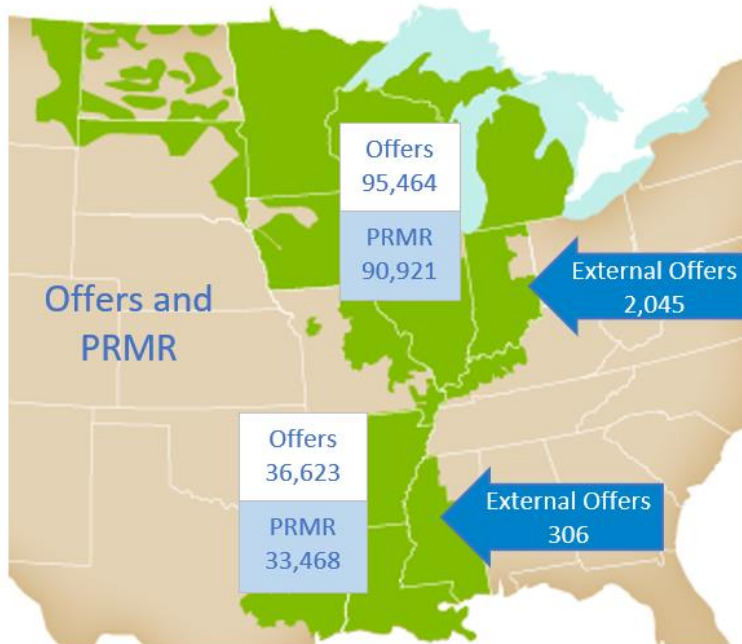 Offers
95,464
PRMR
90,921
External Offers
2,045
Offers and
PRMR
Offers
36,623
PRMR
33,468
External Offers
306